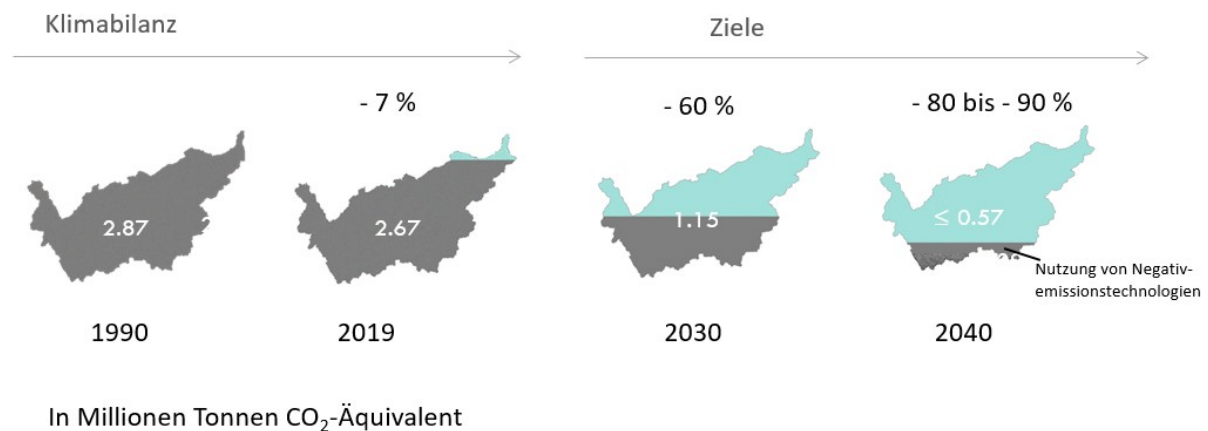 Klimabilanz
Ziele
- 7 %
- 60 %
- 80 bis - 90 %
2.87
2.67
1.15
≤ 0.57
Nutzung von Negativ-
emissionstechnologien
1990
2019
2030
2040
In Millionen Tonnen CO₂-Äquivalent